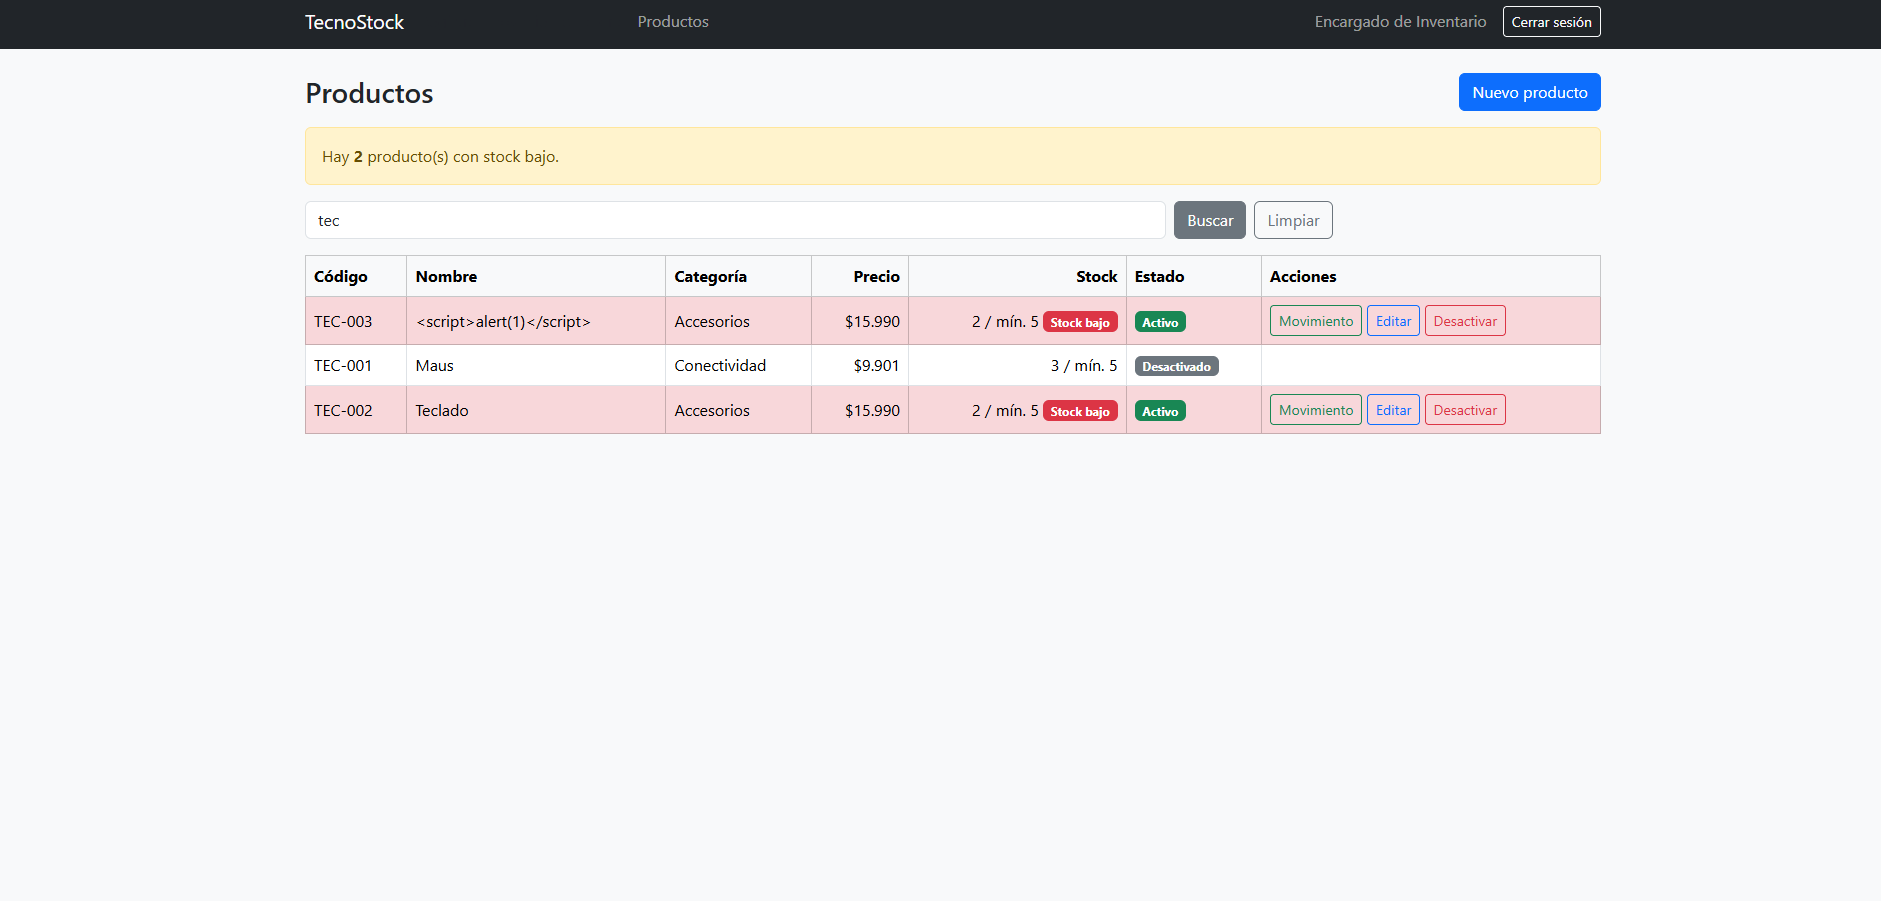 TecnoStock Productos Encargado de Inventario Cerrar sesión
Productos Nuevo producto
Hay 2 producto(s) con stock bajo.
tec Buscar Limpiar
Código Nombre Categoría Precio Stock Estado Acciones
TEC-003 <script>alert(1)</script> Accesorios $15.990 2 / mín. 5 Stock bajo Activo Movimiento Editar Desactivar
TEC-001 Maus Conectividad $9.901 3 / mín. 5 Desactivado
TEC-002 Teclado Accesorios $15.990 2 / mín. 5 Stock bajo Activo Movimiento Editar Desactivar